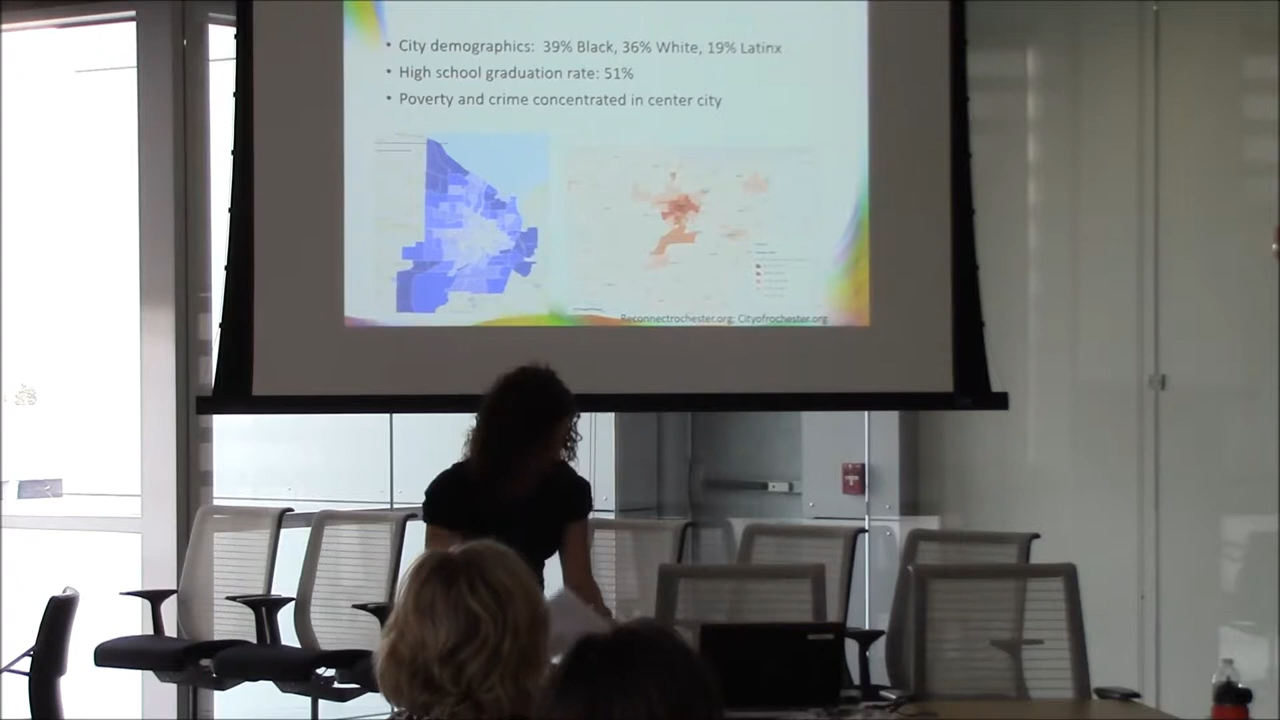 • City demographics: 39% Black, 36% White, 19% Latinx
• High school graduation rate: 51%
• Poverty and crime concentrated in center city
Reconnectrochester.org; Cityofrochester.org